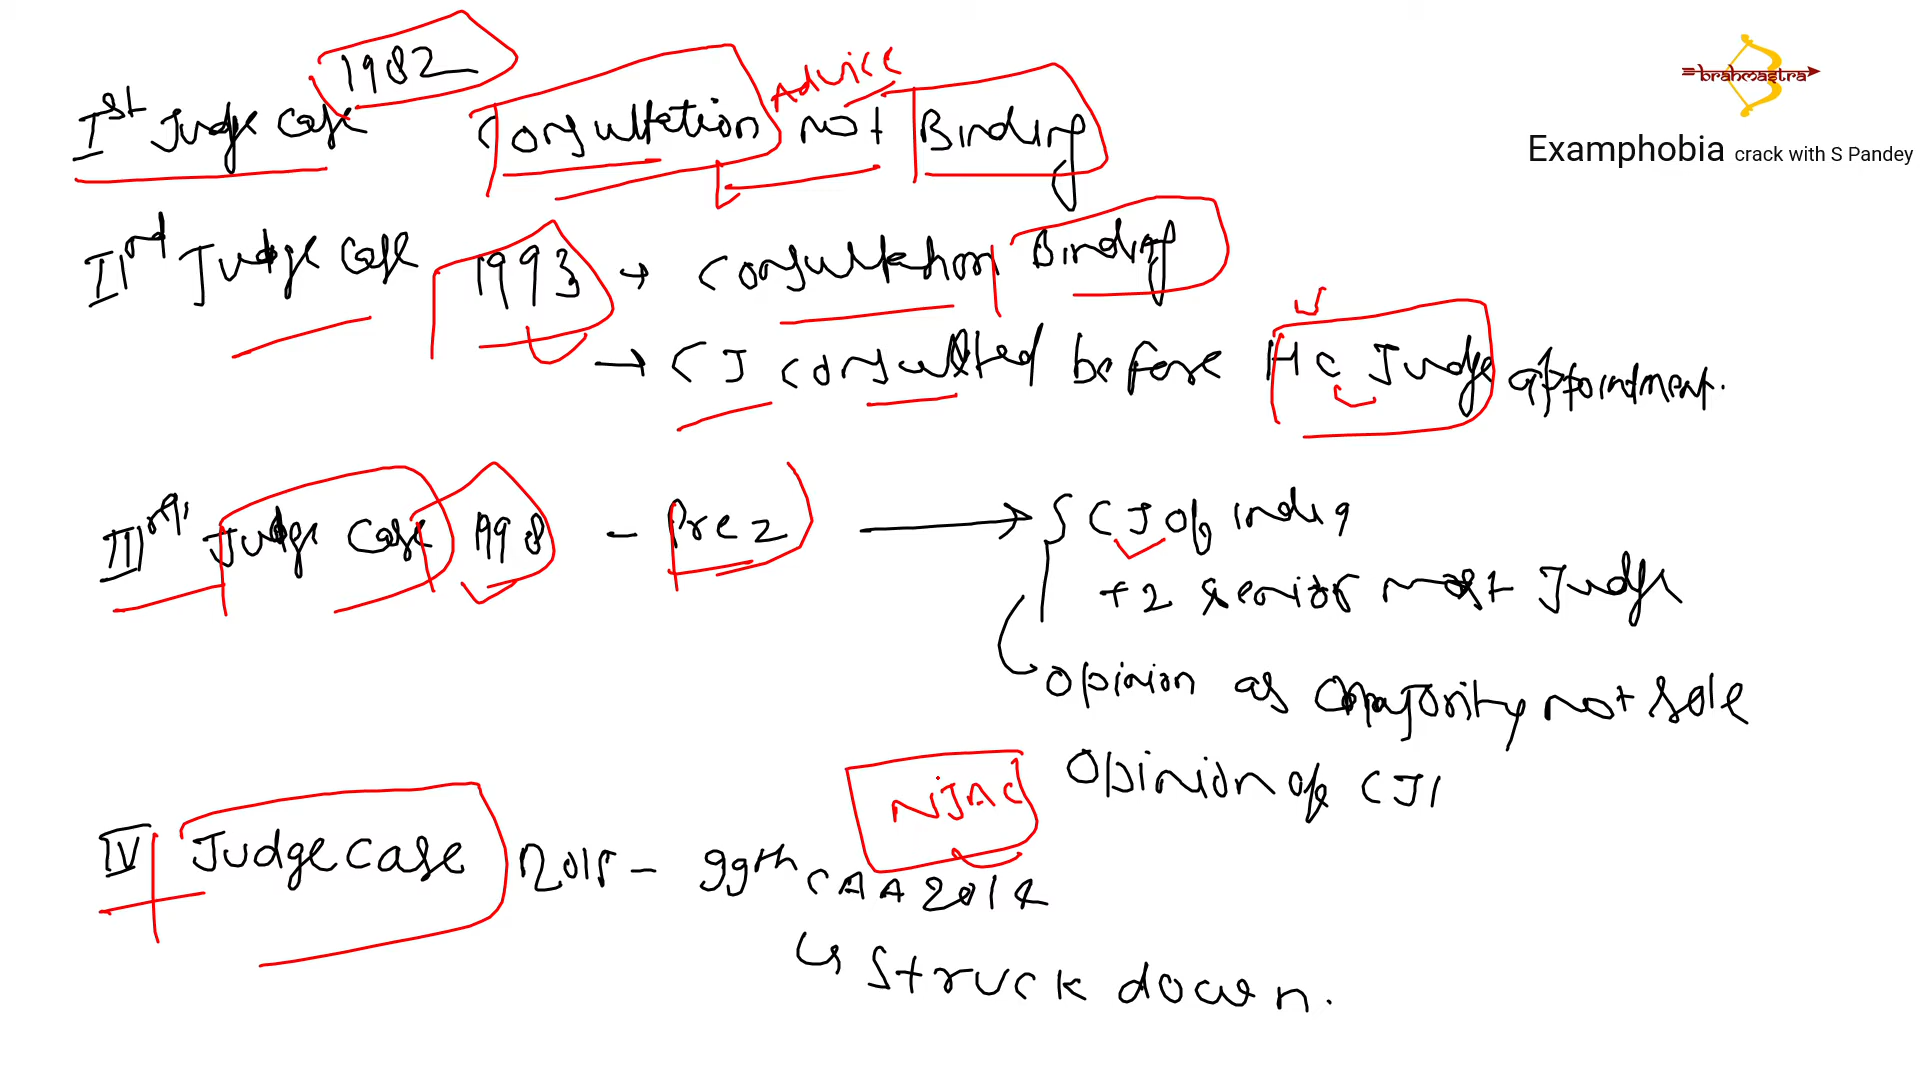 brahmastra
Examphobia crack with S Pandey
Ist Judge Case 1982 Consultation Advice not Binding
IInd Judge Case 1993 → Consultation Binding
→ CJ consulted before HC Judge appointment.
IIIrd Judge Case 1998 - Prez → CJ of India
+2 senior most Judge
opinion as majority not sole
opinion of CJI
IV Judge case 2015 - 99th CAA 2014 NJAC
↳ Struck down.